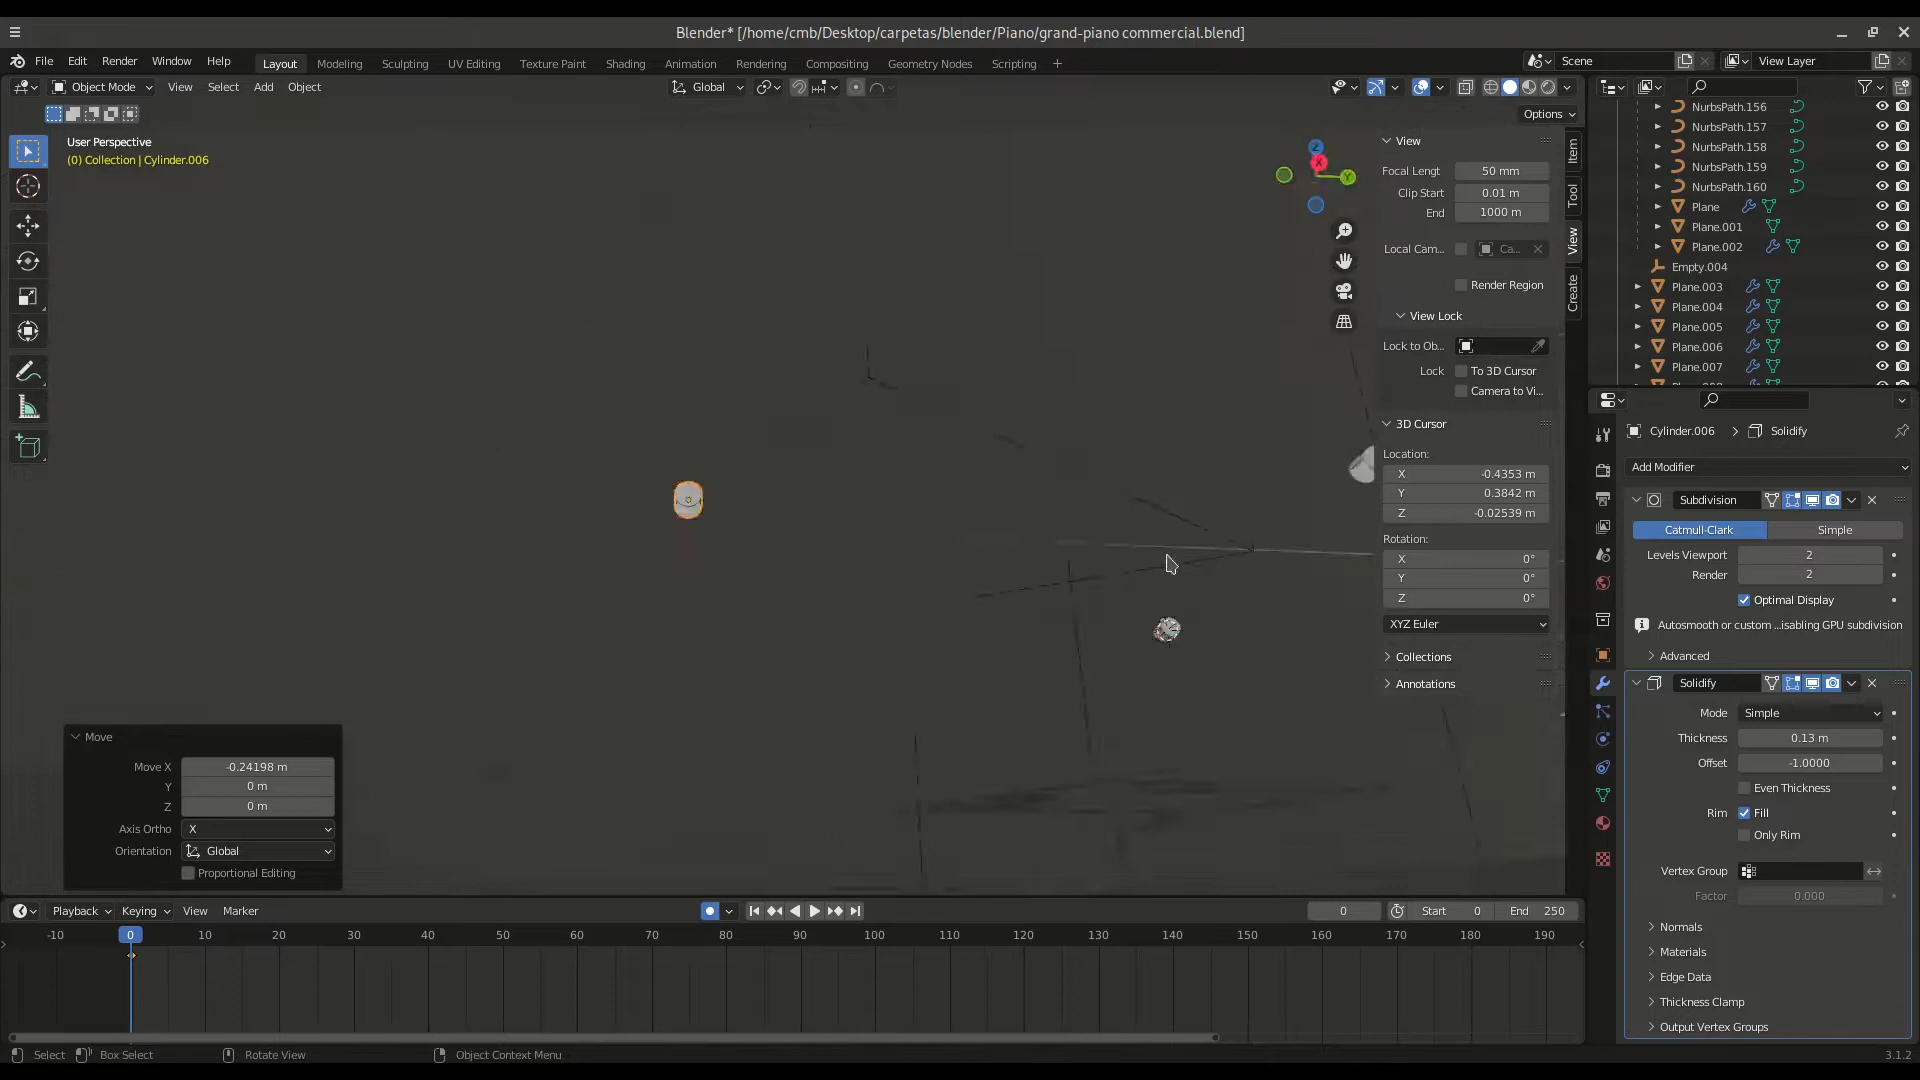 Blender* [/home/cmb/Desktop/carpetas/blender/Piano/grand-piano commercial.blend]
File Edit Render Window Help
Layout Modeling Sculpting UV Editing Texture Paint Shading Animation Rendering Compositing Geometry Nodes Scripting +
Scene
View Layer
Object Mode View Select Add Object
Global
Options
User Perspective
(0) Collection | Cylinder.006
Z
X
Y
View
Focal Lengt 50 mm
Clip Start 0.01 m
End 1000 m
Local Cam... Ca...
Render Region
View Lock
Lock to Ob...
Lock To 3D Cursor
Camera to Vi...
3D Cursor
Location:
X -0.4353 m
Y 0.3842 m
Z -0.02539 m
Rotation:
X 0°
Y 0°
Z 0°
XYZ Euler
Collections
Annotations
Item
Tool
View
Create
NurbsPath.156
NurbsPath.157
NurbsPath.158
NurbsPath.159
NurbsPath.160
Plane
Plane.001
Plane.002
Empty.004
Plane.003
Plane.004
Plane.005
Plane.006
Plane.007
Cylinder.006 > Solidify
Add Modifier
Subdivision
Catmull-Clark Simple
Levels Viewport 2
Render 2
Optimal Display
Autosmooth or custom ...isabling GPU subdivision
Advanced
Solidify
Mode Simple
Thickness 0.13 m
Offset -1.0000
Even Thickness
Rim Fill
Only Rim
Vertex Group
Factor 0.000
Normals
Materials
Edge Data
Thickness Clamp
Output Vertex Groups
Move
Move X -0.24198 m
Y 0 m
Z 0 m
Axis Ortho X
Orientation Global
Proportional Editing
Playback Keying View Marker
0 Start 0 End 250
-10 0 10 20 30 40 50 60 70 80 90 100 110 120 130 140 150 160 170 180 190
Select Box Select Rotate View Object Context Menu
3.1.2